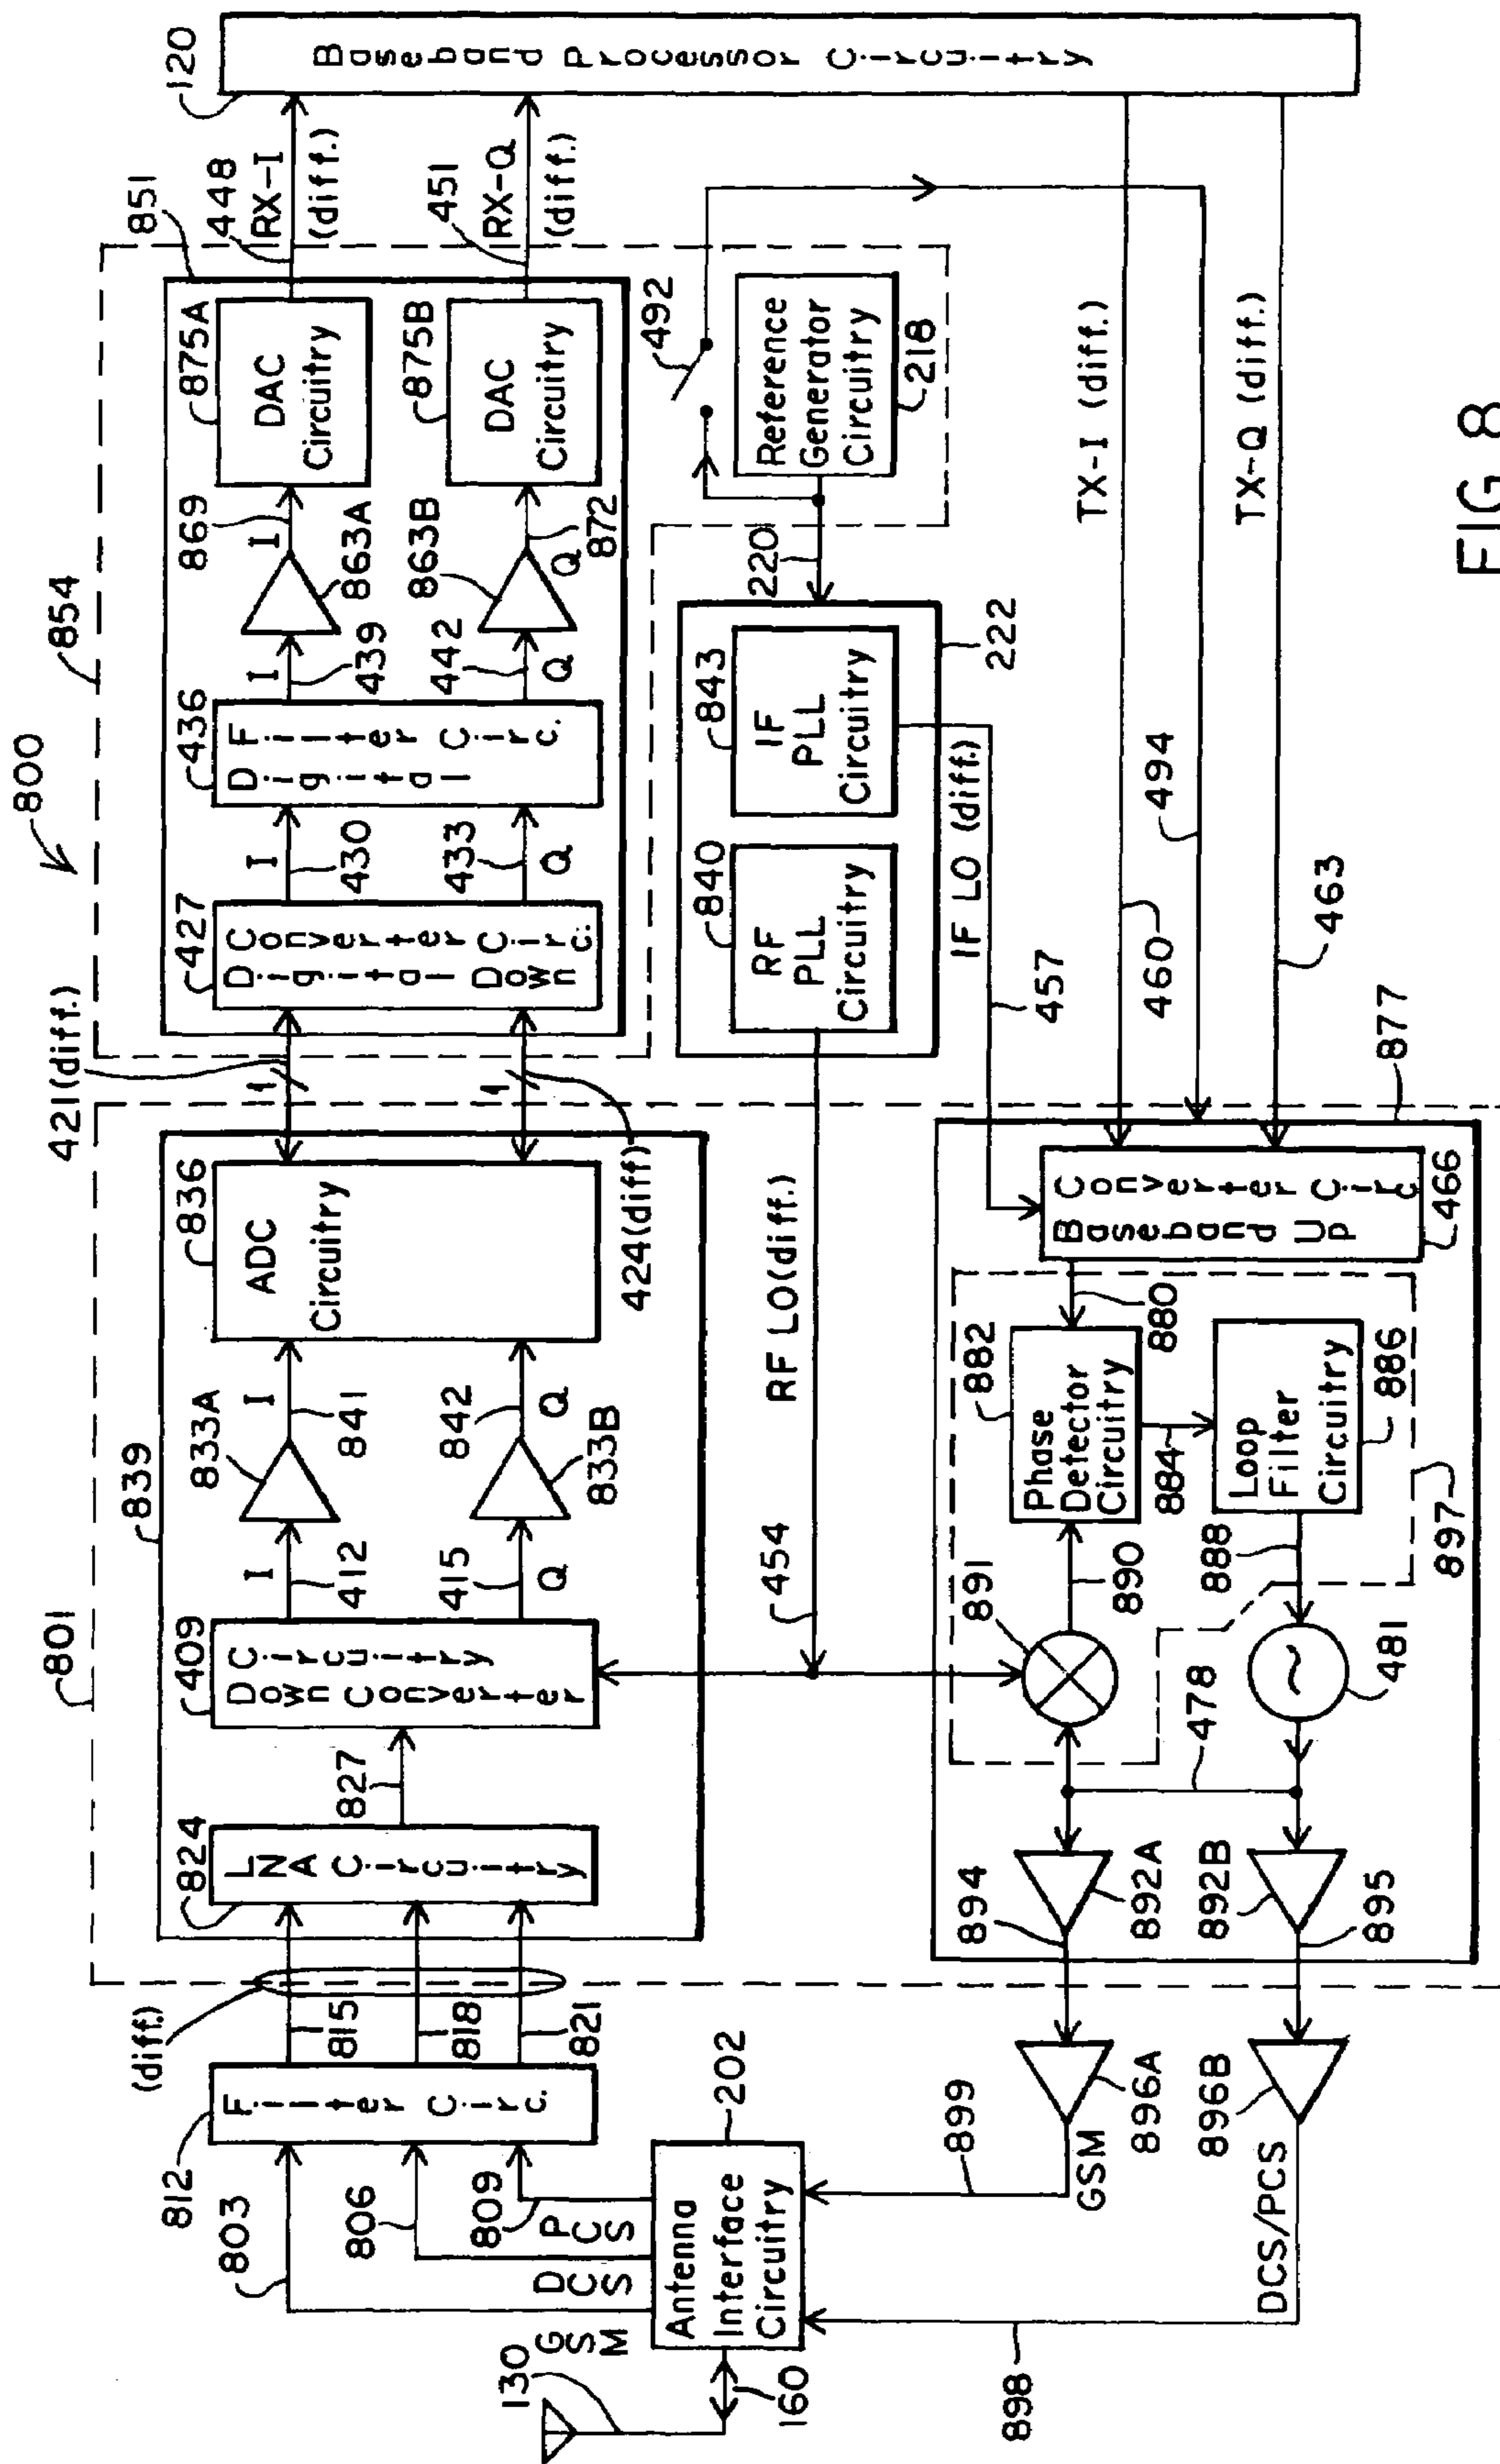 800
801
839
854
851
448
RX-I
(diff.)
120
Baseband Processor Circuitry
451
RX-Q
(diff.)
(diff.)
812
Filter Circ.
803
806
809
GSM
DCS
PCS
815
818
821
824
LNA Circuitry
827
409
Down Converter
Circuitry
I
412
415
Q
833A
833B
I
841
842
Q
836
ADC
Circuitry
421(diff.)
1
1
424(diff)
427
Digital Down
Converter Circ.
I
430
433
Q
436
Digital
Filter Circ.
I
439
442
Q
863A
863B
869
I
Q
872
875A
DAC
Circuitry
875B
DAC
Circuitry
130
160
Antenna
Interface
Circuitry
202
RF LO(diff.)
454
840
RF
PLL
Circuitry
843
IF
PLL
Circuitry
222
220
492
Reference
Generator
Circuitry
218
IF LO (diff.)
457
TX-I (diff.)
460
494
TX-Q (diff.)
463
877
Baseband Up
Converter Circ
466
880
882
Phase
Detector
Circuitry
884
Loop
Filter
Circuitry
886
888
890
891
897
481
478
892A
892B
894
895
896A
896B
899
GSM
DCS/PCS
898
FIG. 8